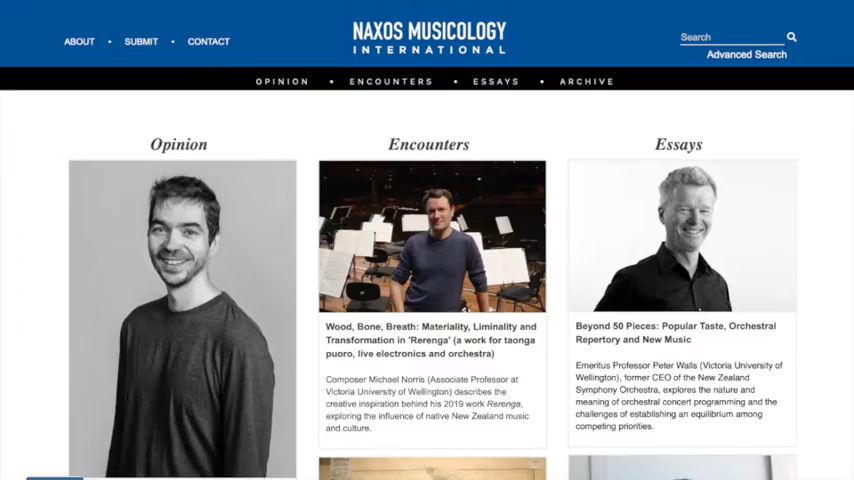 ABOUT • SUBMIT • CONTACT
NAXOS MUSICOLOGY
INTERNATIONAL
Search
Advanced Search
OPINION • ENCOUNTERS • ESSAYS • ARCHIVE
Opinion
Encounters
Essays
Wood, Bone, Breath: Materiality, Liminality and
Transformation in 'Rerenga' (a work for taonga
puoro, live electronics and orchestra)
Composer Michael Norris (Associate Professor at
Victoria University of Wellington) describes the
creative inspiration behind his 2019 work Rerenga,
exploring the influence of native New Zealand music
and culture.
Beyond 50 Pieces: Popular Taste, Orchestral
Repertory and New Music
Emeritus Professor Peter Walls (Victoria University of
Wellington), former CEO of the New Zealand
Symphony Orchestra, explores the nature and
meaning of orchestral concert programming and the
challenges of establishing an equilibrium among
competing priorities.